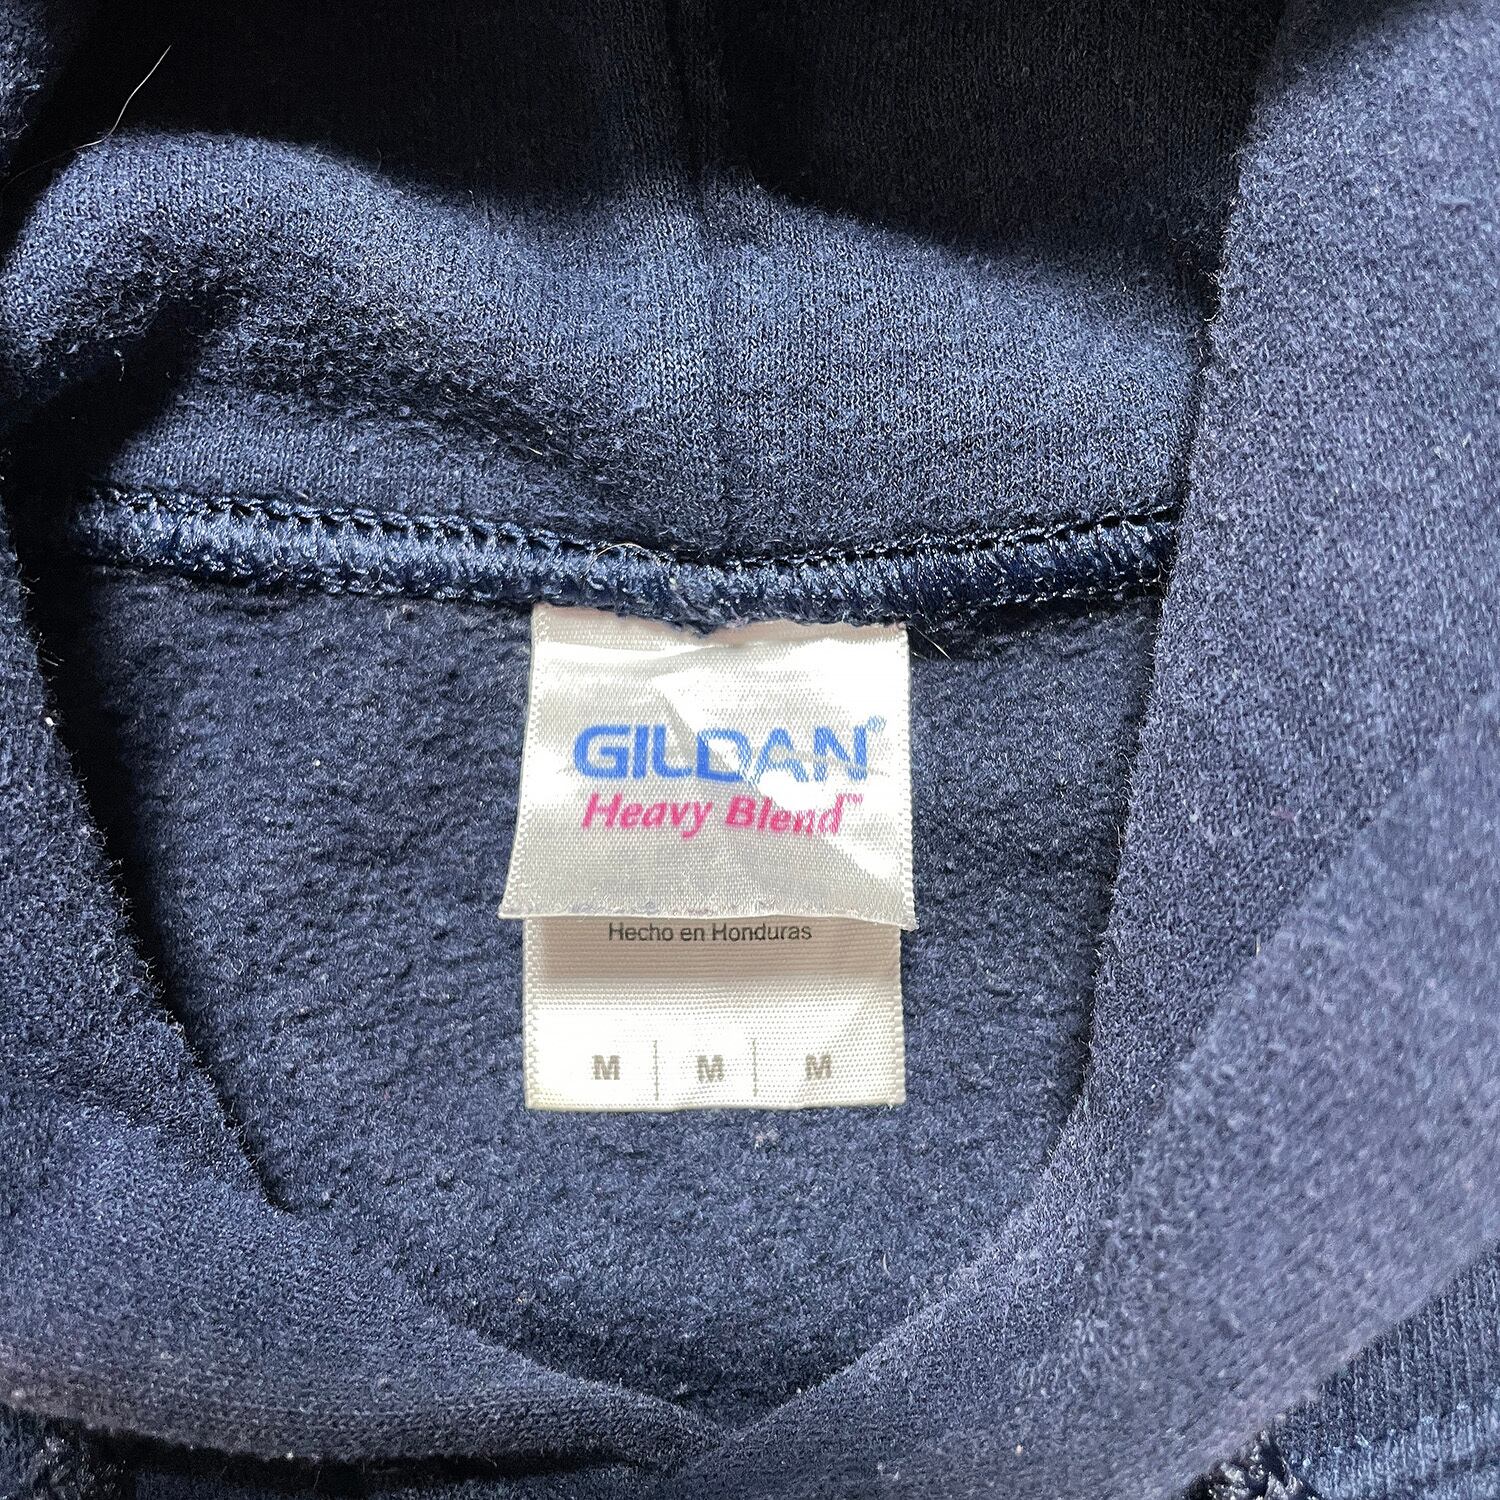 GILDAN®
Heavy Blend™
Hecho en Honduras
M | M | M